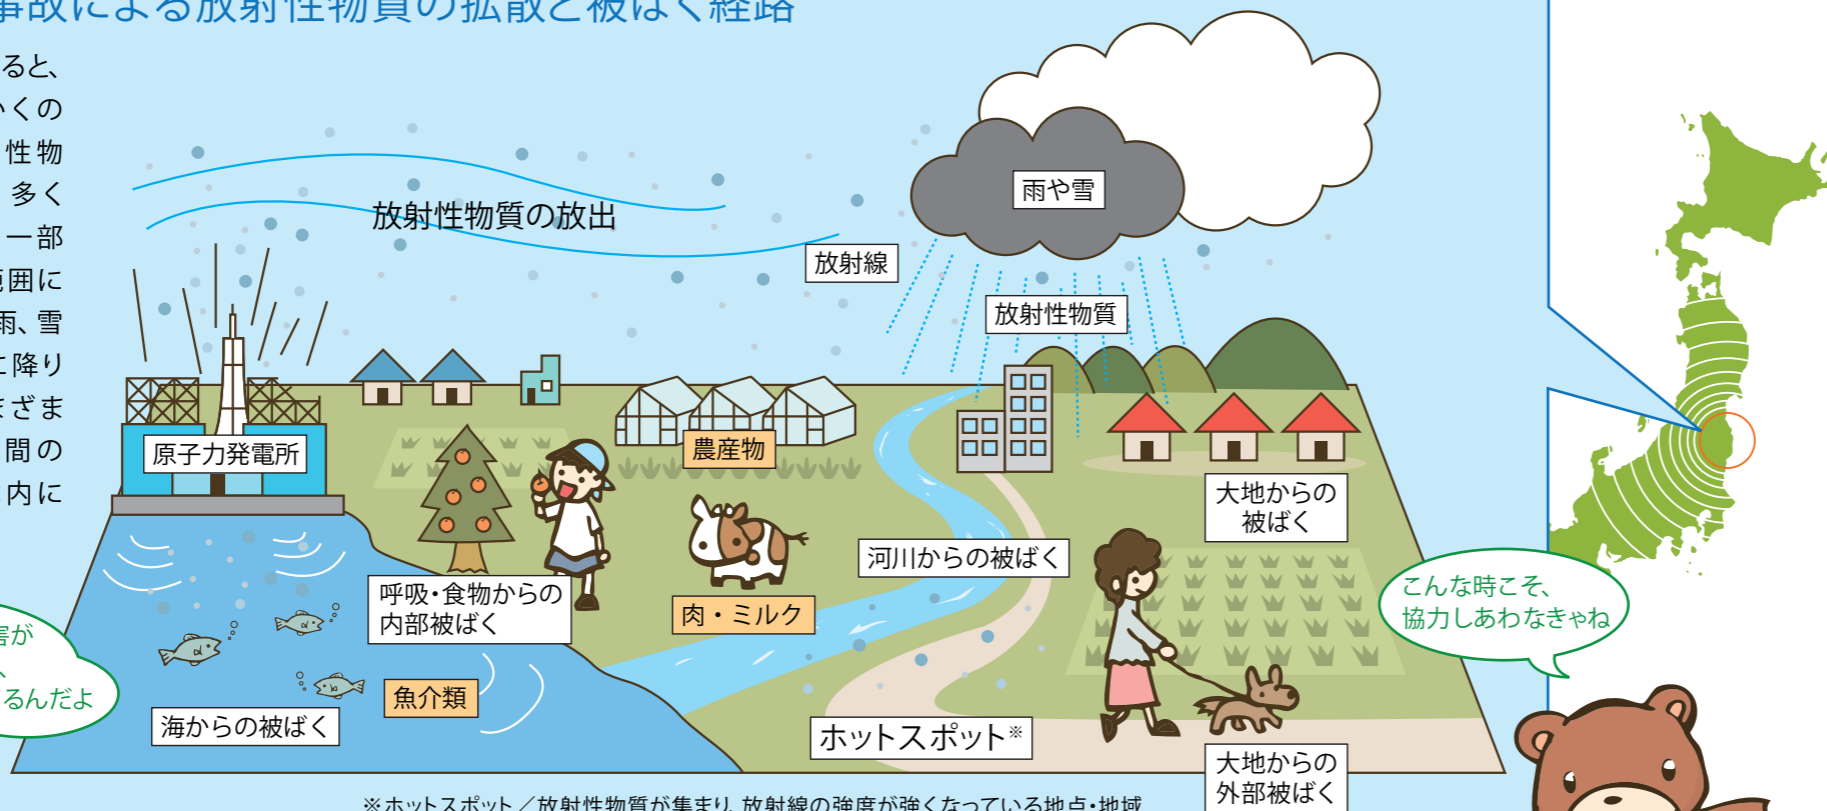 事故による放射性物質の拡散と被ばく経路
ると、
くの
性物
多く
一部
囲に
雨、雪
に降り
まざま
間の
内に
放射性物質の放出
雨や雪
放射線
放射性物質
原子力発電所
農産物
大地からの
被ばく
河川からの被ばく
呼吸・食物からの
内部被ばく
肉・ミルク
魚介類
海からの被ばく
ホットスポット※
大地からの
外部被ばく
害が
、
るんだよ
こんな時こそ、
協力しあわなきゃね
※ホットスポット／放射性物質が集まり、放射線の強度が強くなっている地点・地域